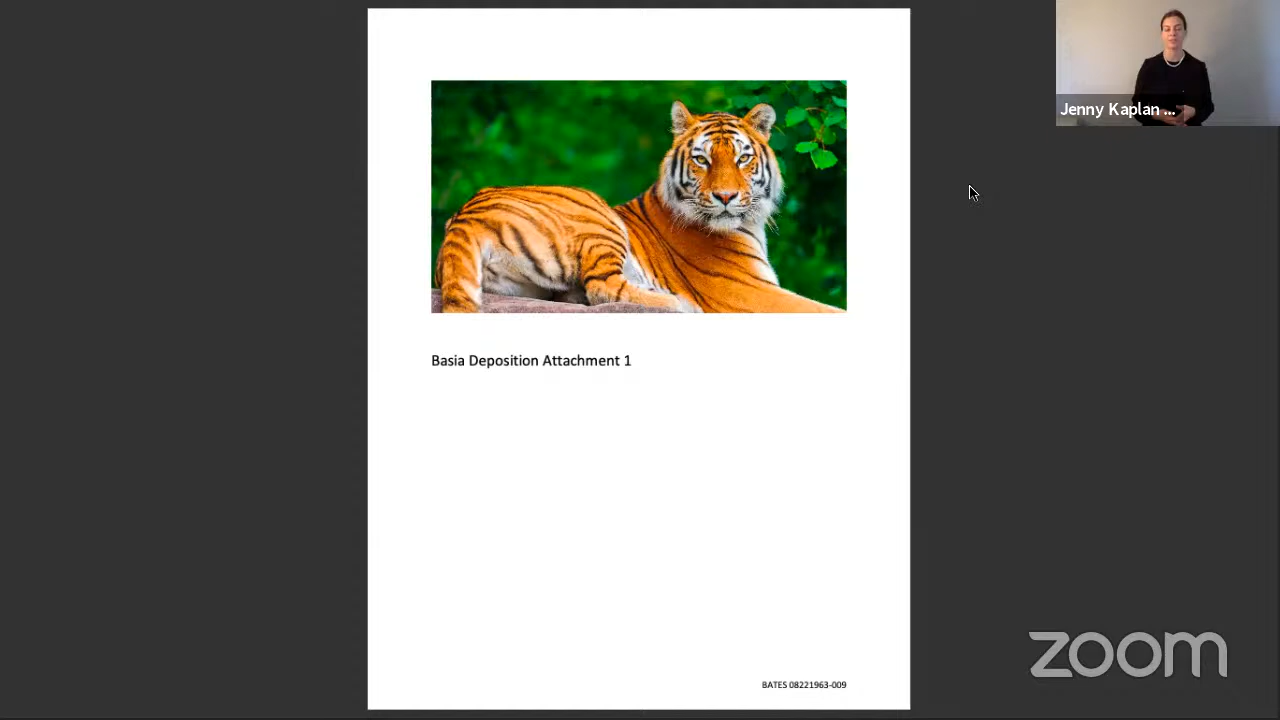 Jenny Kaplan ...
Basia Deposition Attachment 1
BATES 08221963-009
zoom